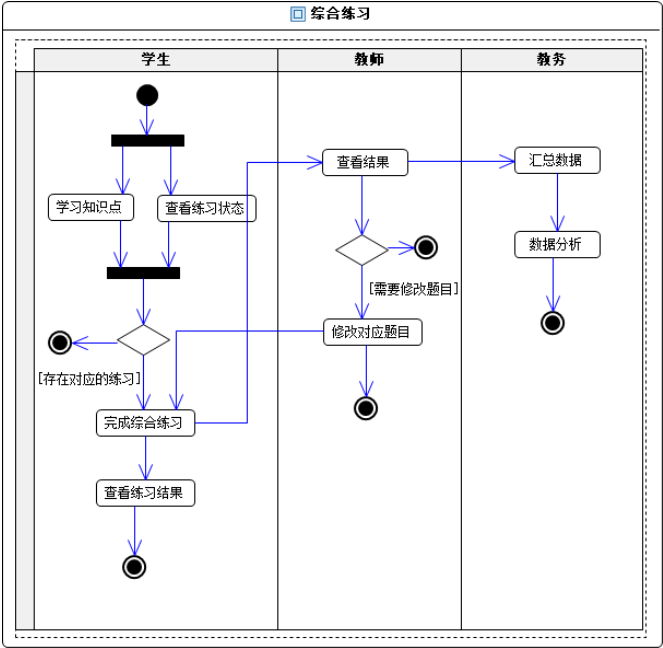 综合练习
学生
教师
教务
查看结果
汇总数据
学习知识点
查看练习状态
数据分析
[需要修改题目]
修改对应题目
[存在对应的练习]
完成综合练习
查看练习结果